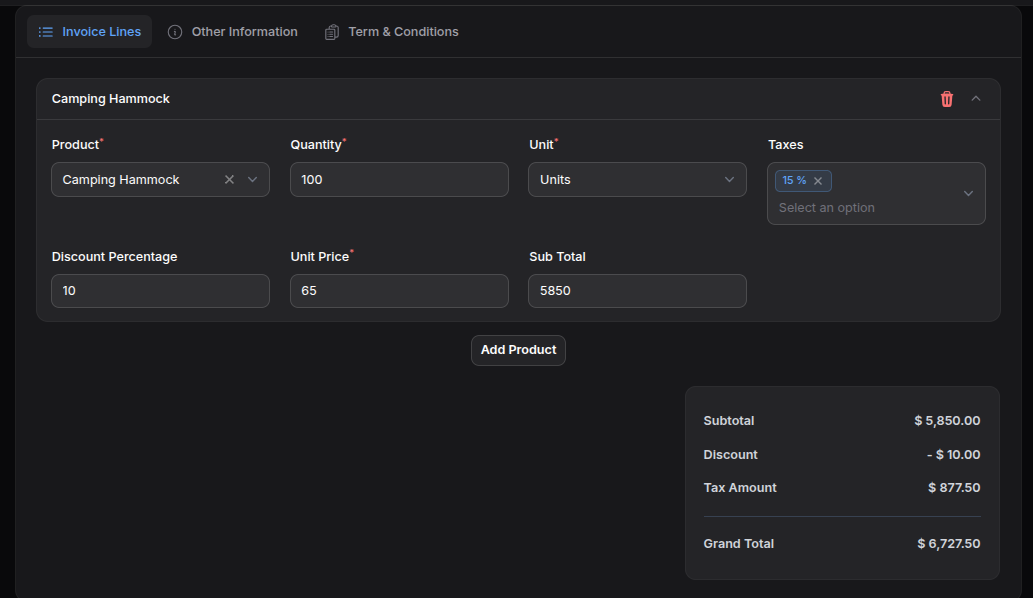 Invoice Lines Other Information Term & Conditions
Camping Hammock
Product* Quantity* Unit* Taxes
Camping Hammock 100 Units 15 %
Select an option
Discount Percentage Unit Price* Sub Total
10 65 5850
Add Product
Subtotal $ 5,850.00
Discount - $ 10.00
Tax Amount $ 877.50
Grand Total $ 6,727.50